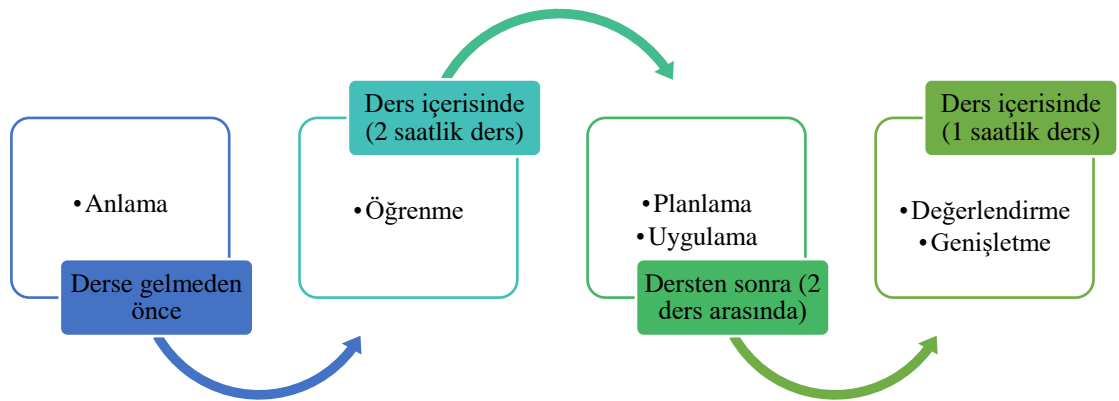 • Anlama
Derse gelmeden
önce
Ders içerisinde
(2 saatlik ders)
• Öğrenme
• Planlama
• Uygulama
Dersten sonra (2
ders arasında)
Ders içerisinde
(1 saatlik ders)
• Değerlendirme
• Genişletme